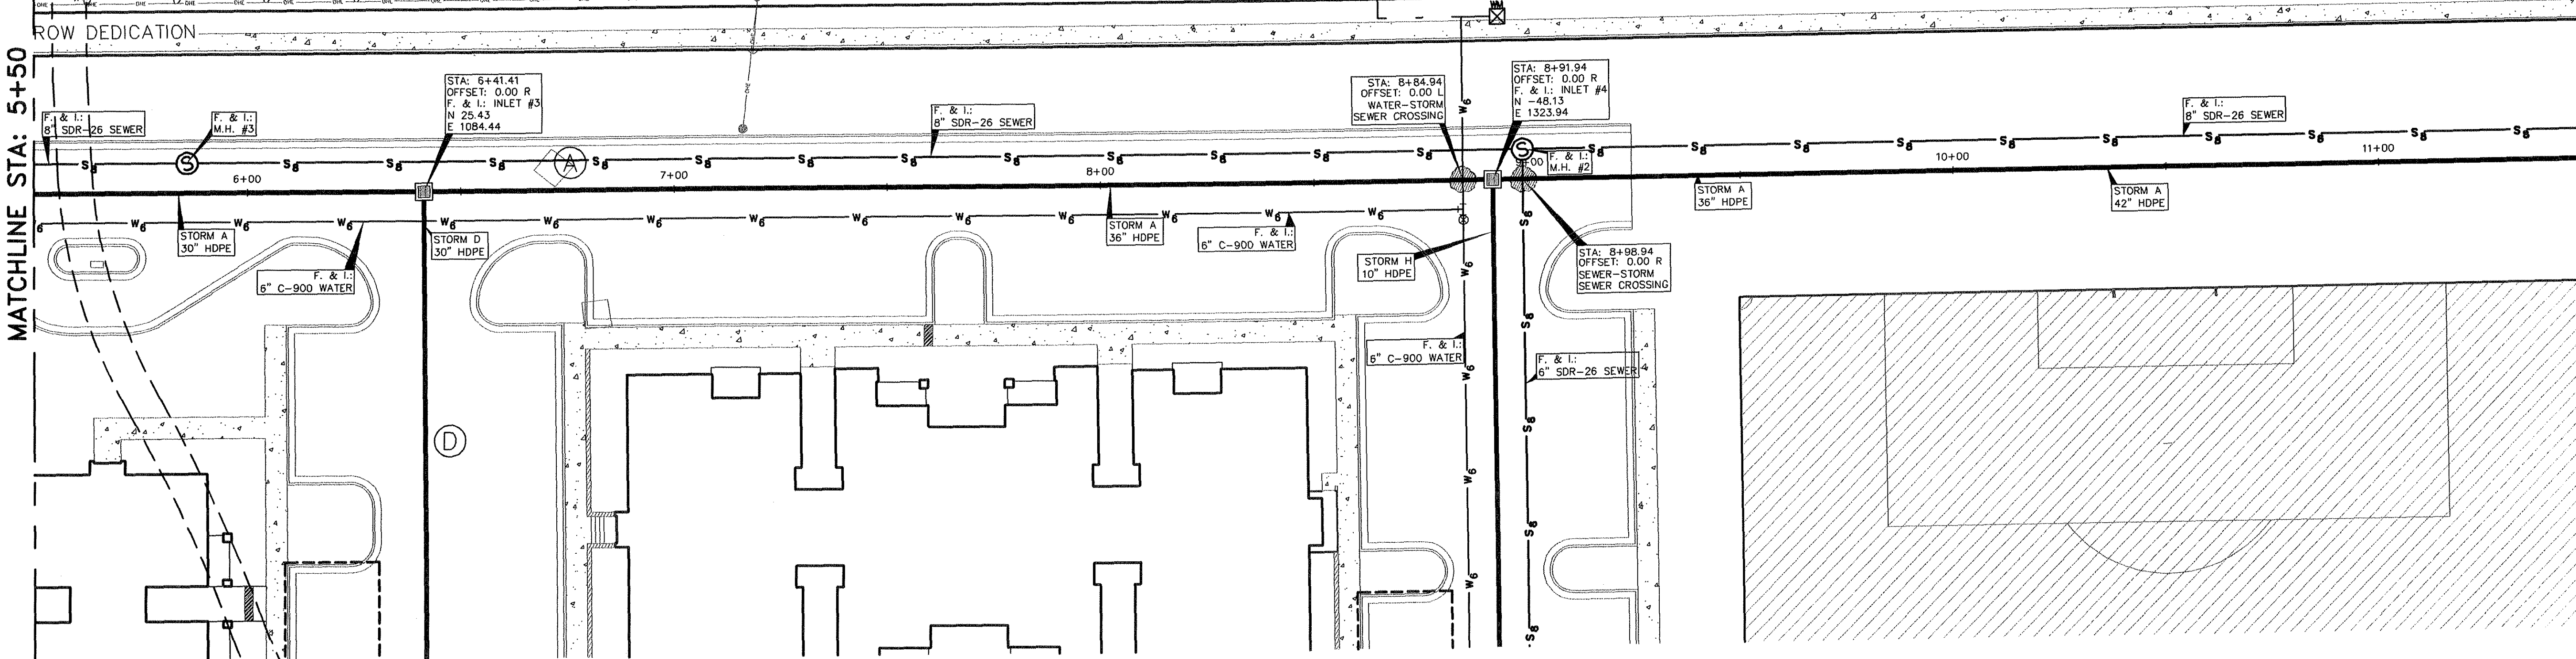 ROW DEDICATION
MATCHLINE STA: 5+50
F. & I.:
8" SDR-26 SEWER
F. & I.:
M.H. #3
STA: 6+41.41
OFFSET: 0.00 R
F. & I.: INLET #3
N 25.43
E 1084.44
F. & I.:
8" SDR-26 SEWER
STA: 8+84.94
OFFSET: 0.00 L
WATER-STORM
SEWER CROSSING
STA: 8+91.94
OFFSET: 0.00 R
F. & I.: INLET #4
N -48.13
E 1323.94
F. & I.:
8" SDR-26 SEWER
F. & I.:
M.H. #2
A
6+00
7+00
8+00
10+00
11+00
STORM A
30" HDPE
STORM D
30" HDPE
F. & I.:
6" C-900 WATER
STORM A
36" HDPE
F. & I.:
6" C-900 WATER
STORM H
10" HDPE
STA: 8+98.94
OFFSET: 0.00 R
SEWER-STORM
SEWER CROSSING
STORM A
36" HDPE
STORM A
42" HDPE
F. & I.:
6" C-900 WATER
F. & I.:
6" SDR-26 SEWER
D